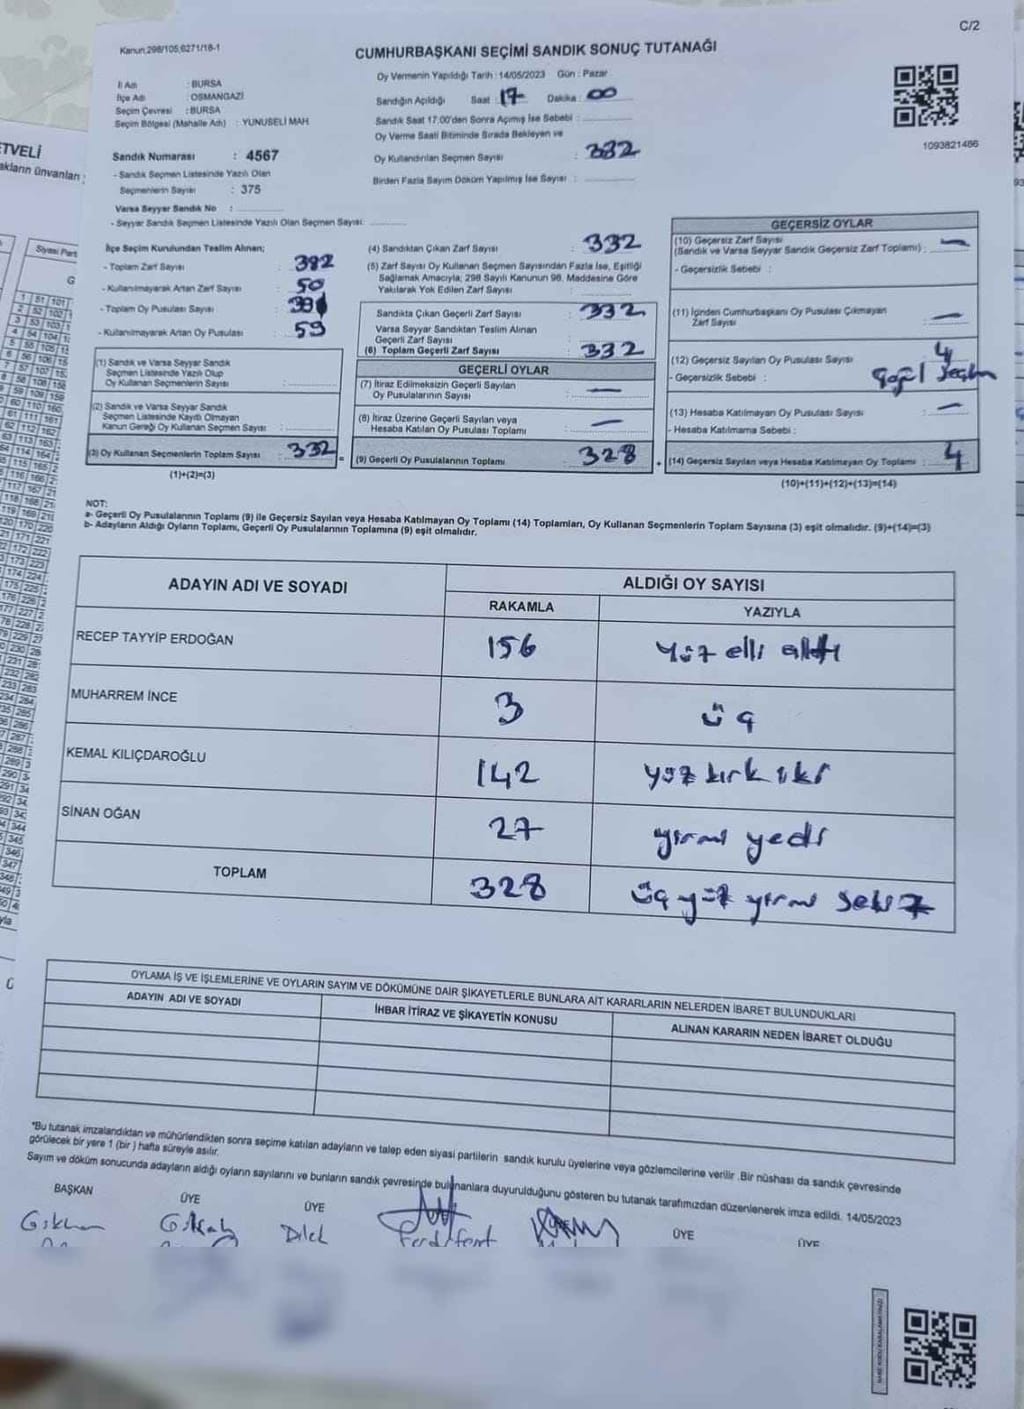 C/2
Kanun,298/105,6271/18-1
CUMHURBAŞKANI SEÇİMİ SANDIK SONUÇ TUTANAĞI
İl Adı : BURSA
İlçe Adı : OSMANGAZİ
Seçim Çevresi : BURSA
Seçim Bölgesi (Mahalle Adı) : YUNUSELİ MAH
Sandık Numarası : 4567
- Sandık Seçmen Listesinde Yazılı Olan
Seçmenlerin Sayısı : 375
Varsa Seyyar Sandık No :
- Seyyar Sandık Seçmen Listesinde Yazılı Olan Seçmen Sayısı:
Oy Vermenin Yapıldığı Tarih : 14/05/2023 Gün : Pazar
Sandığın Açıldığı Saat : 17 Dakika : 00
Sandık Saat 17:00'den Sonra Açılmış İse Sebebi :
Oy Verme Saati Bitiminde Sırada Bekleyen ve
Oy Kullandırılan Seçmen Sayısı : 332
Birden Fazla Sayım Döküm Yapılmış İse Sayısı :
1093821486
İlçe Seçim Kurulundan Teslim Alınan;
- Toplam Zarf Sayısı : 382
- Kullanılmayarak Artan Zarf Sayısı : 50
- Toplam Oy Pusulası Sayısı :
- Kullanılmayarak Artan Oy Pusulası : 59
(1) Sandık ve Varsa Seyyar Sandık
Seçmen Listesinde Yazılı Olup
Oy Kullanan Seçmenlerin Sayısı :
(2) Sandık ve Varsa Seyyar Sandık
Seçmen Listesinde Kayıtlı Olmayan
Kanun Gereği Oy Kullanan Seçmen Sayısı :
(3) Oy Kullanan Seçmenlerin Toplam Sayısı : 332 =
(1)+(2)=(3)
(4) Sandıktan Çıkan Zarf Sayısı : 332
(5) Zarf Sayısı Oy Kullanan Seçmen Sayısından Fazla İse, Eşitliği
Sağlamak Amacıyla; 298 Sayılı Kanunun 98. Maddesine Göre
Yakılarak Yok Edilen Zarf Sayısı :
Sandıkta Çıkan Geçerli Zarf Sayısı : 332
Varsa Seyyar Sandıktan Teslim Alınan
Geçerli Zarf Sayısı :
(6) Toplam Geçerli Zarf Sayısı : 332
GEÇERLİ OYLAR
(7) İtiraz Edilmeksizin Geçerli Sayılan
Oy Pusulalarının Sayısı : —
(8) İtiraz Üzerine Geçerli Sayılan veya
Hesaba Katılan Oy Pusulası Toplamı : —
(9) Geçerli Oy Pusulalarının Toplamı : 328 +
GEÇERSİZ OYLAR
(10) Geçersiz Zarf Sayısı
(Sandık ve Varsa Seyyar Sandık Geçersiz Zarf Toplamı) : —
- Geçersizlik Sebebi :
(11) İçinden Cumhurbaşkanı Oy Pusulası Çıkmayan
Zarf Sayısı : —
(12) Geçersiz Sayılan Oy Pusulası Sayısı : 4
- Geçersizlik Sebebi :
(13) Hesaba Katılmayan Oy Pusulası Sayısı : —
- Hesaba Katılmama Sebebi :
(14) Geçersiz Sayılan veya Hesaba Katılmayan Oy Toplamı : 4
(10)+(11)+(12)+(13)=(14)
NOT:
a- Geçerli Oy Pusulalarının Toplamı (9) ile Geçersiz Sayılan veya Hesaba Katılmayan Oy Toplamı (14) Toplamları, Oy Kullanan Seçmenlerin Toplam Sayısına (3) eşit olmalıdır. (9)+(14)=(3)
b- Adayların Aldığı Oyların Toplamı, Geçerli Oy Pusulalarının Toplamına (9) eşit olmalıdır.
ADAYIN ADI VE SOYADI ALDIĞI OY SAYISI
RAKAMLA YAZIYLA
RECEP TAYYİP ERDOĞAN 156 yüz elli altı
MUHARREM İNCE 3 üç
KEMAL KILIÇDAROĞLU 142 yüz kırk iki
SİNAN OĞAN 27 yirmi yedi
TOPLAM 328 üç yüz yirmi sekiz
OYLAMA İŞ VE İŞLEMLERİNE VE OYLARIN SAYIM VE DÖKÜMÜNE DAİR ŞİKAYETLERLE BUNLARA AİT KARARLARIN NELERDEN İBARET BULUNDUKLARI
ADAYIN ADI VE SOYADI İHBAR İTİRAZ VE ŞİKAYETİN KONUSU ALINAN KARARIN NEDEN İBARET OLDUĞU
*Bu tutanak imzalandıktan ve mühürlendikten sonra seçime katılan adayların ve talep eden siyasi partilerin sandık kurulu üyelerine veya gözlemcilerine verilir .Bir nüshası da sandık çevresinde
görülecek bir yere 1 (bir ) hafta süreyle asılır.
Sayım ve döküm sonucunda adayların aldığı oyların sayılarını ve bunların sandık çevresinde bulunanlara duyurulduğunu gösteren bu tutanak tarafımızdan düzenlenerek imza edildi. 14/05/2023
BAŞKAN ÜYE ÜYE ÜYE ÜYE
Gökhan Dilek